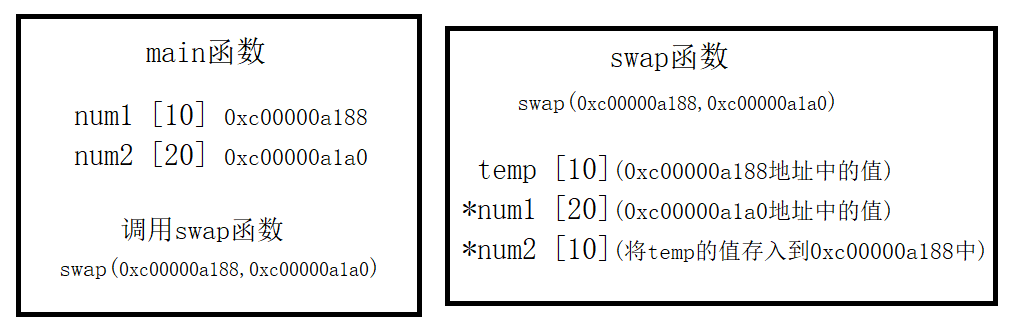 main函数
num1 [10] 0xc00000a188
num2 [20] 0xc00000a1a0
调用swap函数
swap(0xc00000a188,0xc00000a1a0)
swap函数
swap(0xc00000a188,0xc00000a1a0)
temp [10](0xc00000a188地址中的值)
*num1 [20](0xc00000a1a0地址中的值)
*num2 [10](将temp的值存入到0xc00000a188中)